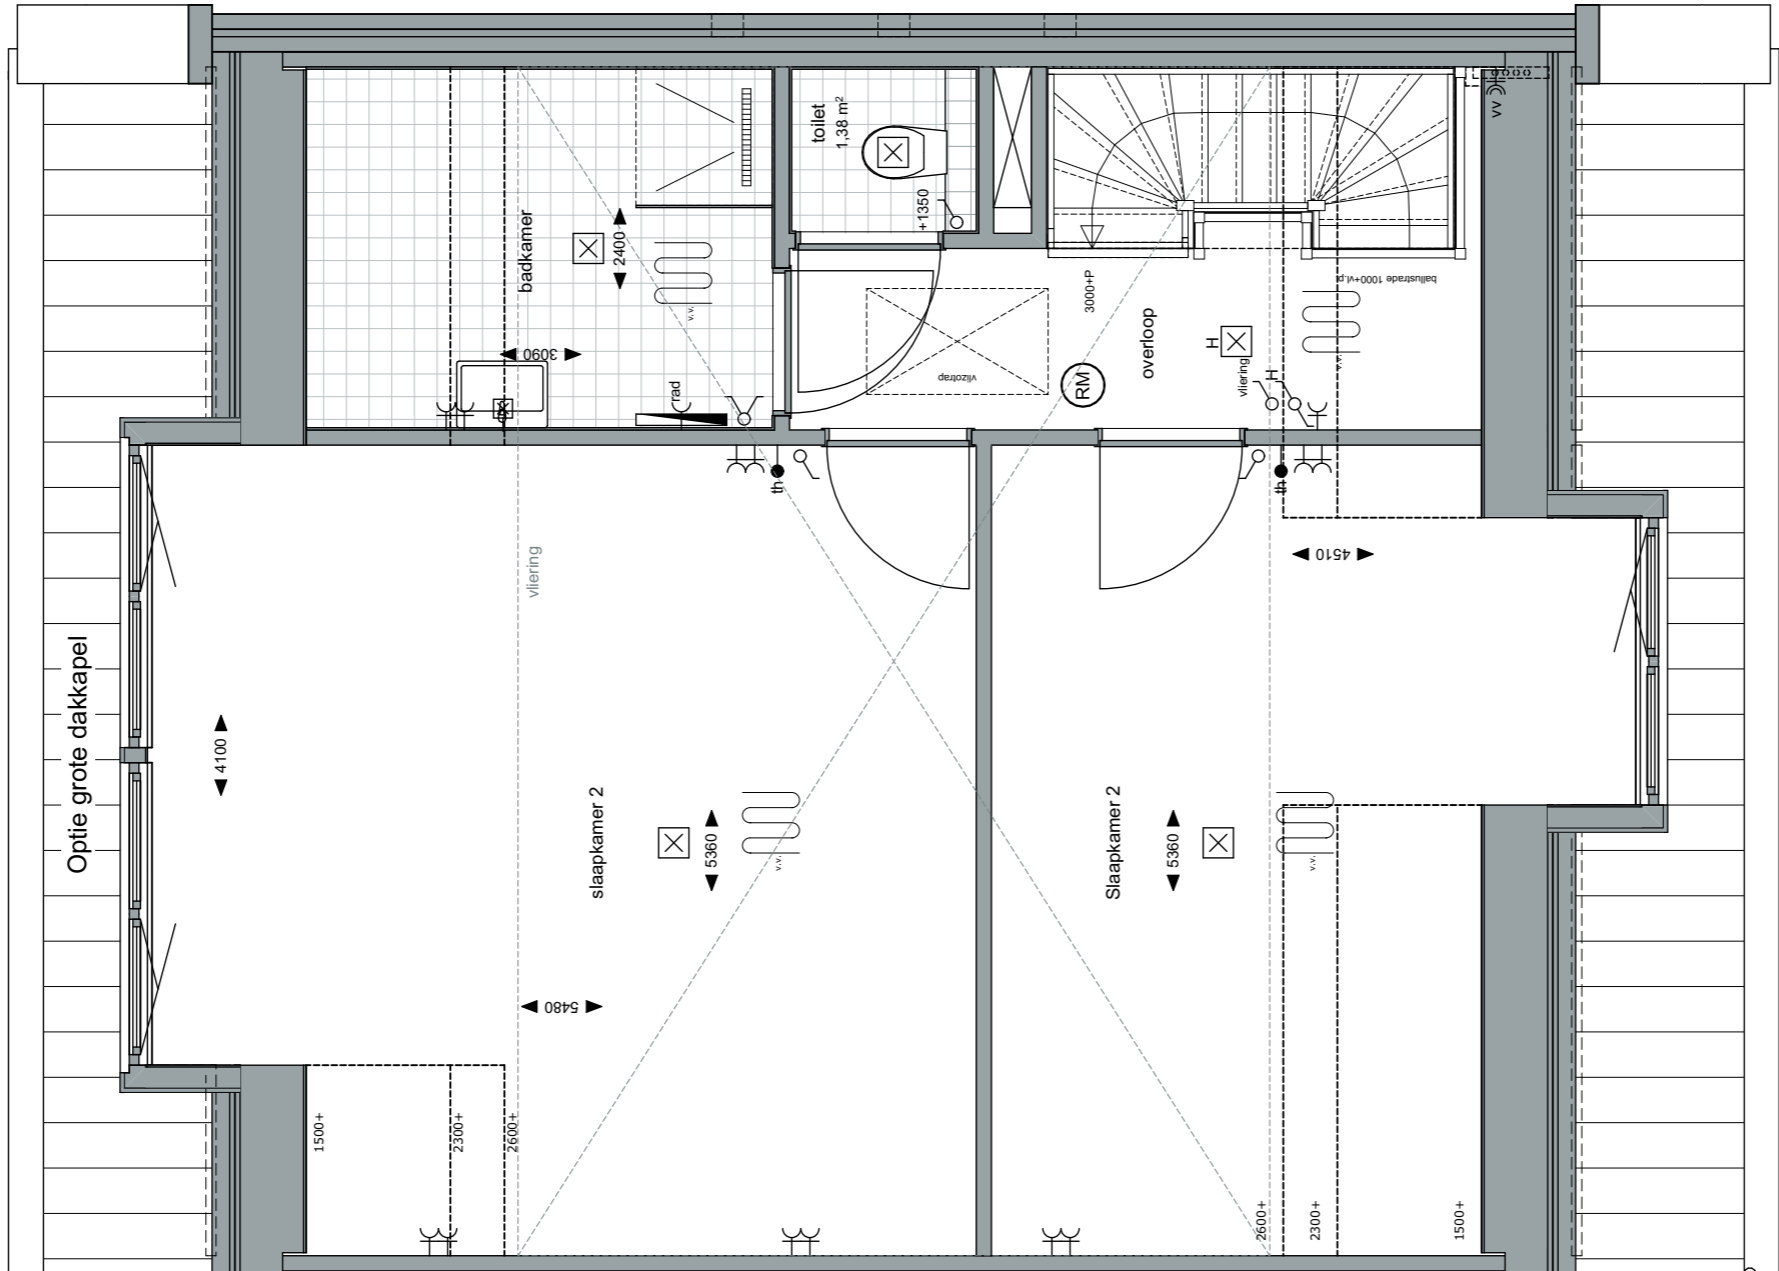 toilet
1,38 m²
+1350
badkamer
2400
v.v.
3090
rad
vv
ballustrade 1000+vl.p
3000+P
overloop
H
vliering
H
v.v.
vlizotrap
RM
th
th
vliering
4510
Optie grote dakkapel
4100
slaapkamer 2
5360
v.v.
Slaapkamer 2
5360
v.v.
5480
1500+
2300+
2600+
2600+
2300+
1500+